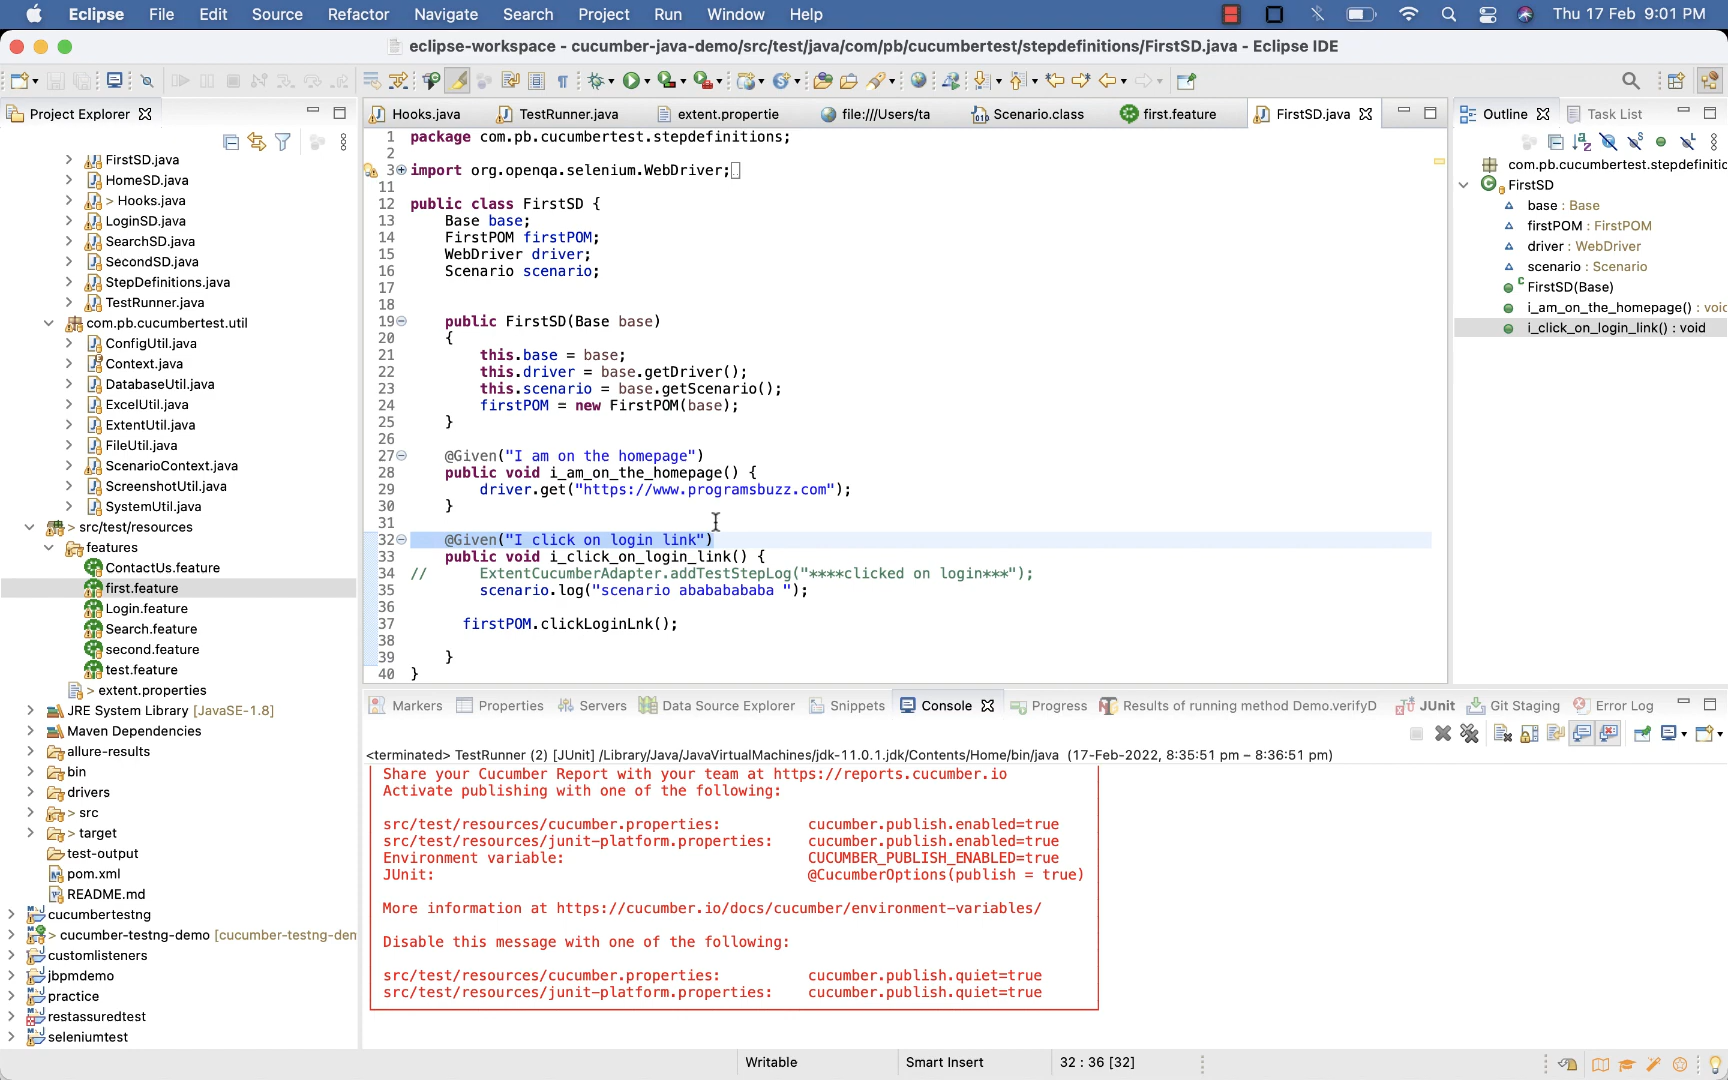 Eclipse File Edit Source Refactor Navigate Search Project Run Window Help Thu 17 Feb 9:01 PM
eclipse-workspace - cucumber-java-demo/src/test/java/com/pb/cucumbertest/stepdefinitions/FirstSD.java - Eclipse IDE
Project Explorer
FirstSD.java
HomeSD.java
> Hooks.java
LoginSD.java
SearchSD.java
SecondSD.java
StepDefinitions.java
TestRunner.java
com.pb.cucumbertest.util
ConfigUtil.java
Context.java
DatabaseUtil.java
ExcelUtil.java
ExtentUtil.java
FileUtil.java
ScenarioContext.java
ScreenshotUtil.java
SystemUtil.java
> src/test/resources
features
ContactUs.feature
first.feature
Login.feature
Search.feature
second.feature
test.feature
> extent.properties
JRE System Library [JavaSE-1.8]
Maven Dependencies
allure-results
bin
drivers
> src
> target
test-output
pom.xml
README.md
cucumbertestng
> cucumber-testng-demo [cucumber-testng-den
customlisteners
jbpmdemo
practice
restassuredtest
seleniumtest
Hooks.java TestRunner.java extent.propertie file:///Users/ta Scenario.class first.feature FirstSD.java
1 package com.pb.cucumbertest.stepdefinitions;
2
3 import org.openqa.selenium.WebDriver;
11
12 public class FirstSD {
13 Base base;
14 FirstPOM firstPOM;
15 WebDriver driver;
16 Scenario scenario;
17
18
19 public FirstSD(Base base)
20 {
21 this.base = base;
22 this.driver = base.getDriver();
23 this.scenario = base.getScenario();
24 firstPOM = new FirstPOM(base);
25 }
26
27 @Given("I am on the homepage")
28 public void i_am_on_the_homepage() {
29 driver.get("https://www.programsbuzz.com");
30 }
31
32 @Given("I click on login link")
33 public void i_click_on_login_link() {
34 // ExtentCucumberAdapter.addTestStepLog("****clicked on login***");
35 scenario.log("scenario abababababa ");
36
37 firstPOM.clickLoginLnk();
38
39 }
40 }
Outline Task List
com.pb.cucumbertest.stepdefinitic
FirstSD
base : Base
firstPOM : FirstPOM
driver : WebDriver
scenario : Scenario
FirstSD(Base)
i_am_on_the_homepage() : voic
i_click_on_login_link() : void
Markers Properties Servers Data Source Explorer Snippets Console Progress Results of running method Demo.verifyD JUnit Git Staging Error Log
<terminated> TestRunner (2) [JUnit] /Library/Java/JavaVirtualMachines/jdk-11.0.1.jdk/Contents/Home/bin/java (17-Feb-2022, 8:35:51 pm – 8:36:51 pm)
Share your Cucumber Report with your team at https://reports.cucumber.io
Activate publishing with one of the following:
src/test/resources/cucumber.properties: cucumber.publish.enabled=true
src/test/resources/junit-platform.properties: cucumber.publish.enabled=true
Environment variable: CUCUMBER_PUBLISH_ENABLED=true
JUnit: @CucumberOptions(publish = true)
More information at https://cucumber.io/docs/cucumber/environment-variables/
Disable this message with one of the following:
src/test/resources/cucumber.properties: cucumber.publish.quiet=true
src/test/resources/junit-platform.properties: cucumber.publish.quiet=true
Writable Smart Insert 32 : 36 [32]